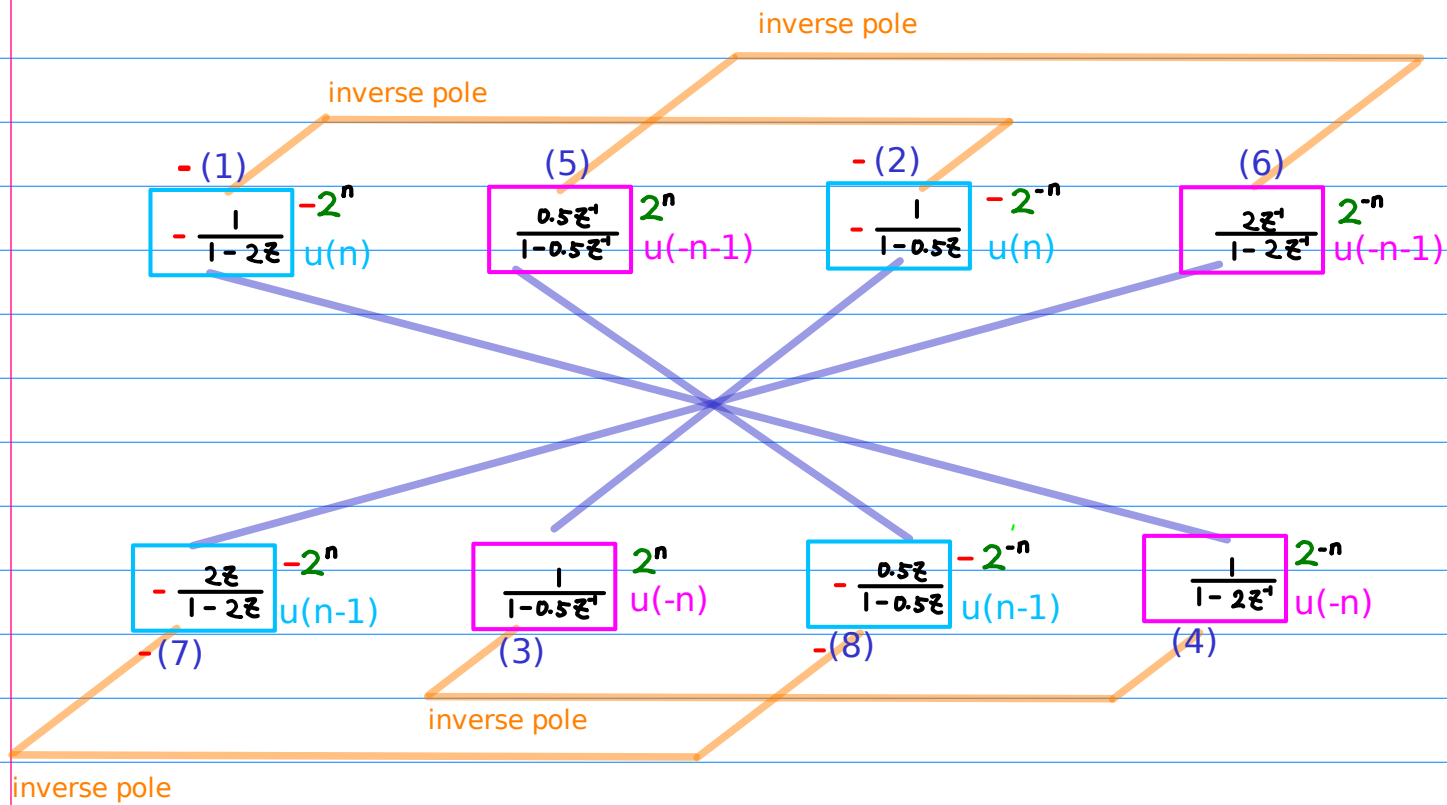 inverse pole
inverse pole
- (1)
(5)
- (2)
(6)
- 1 / (1 - 2z)
-2^n
u(n)
0.5z^-1 / (1 - 0.5z^-1)
2^n
u(-n-1)
- 1 / (1 - 0.5z)
-2^-n
u(n)
2z^-1 / (1 - 2z^-1)
2^-n
u(-n-1)
- 2z / (1 - 2z)
-2^n
u(n-1)
1 / (1 - 0.5z^-1)
2^n
u(-n)
- 0.5z / (1 - 0.5z)
-2^-n
u(n-1)
1 / (1 - 2z^-1)
2^-n
u(-n)
-(7)
(3)
-(8)
(4)
inverse pole
inverse pole